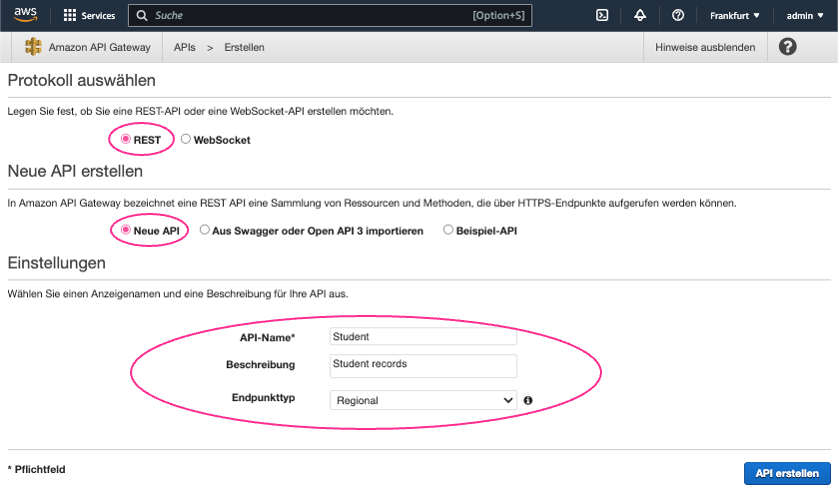 aws Services Suche [Option+S] Frankfurt ▼ admin ▼
Amazon API Gateway APIs > Erstellen Hinweise ausblenden ?
Protokoll auswählen
Legen Sie fest, ob Sie eine REST-API oder eine WebSocket-API erstellen möchten.
REST WebSocket
Neue API erstellen
In Amazon API Gateway bezeichnet eine REST API eine Sammlung von Ressourcen und Methoden, die über HTTPS-Endpunkte aufgerufen werden können.
Neue API Aus Swagger oder Open API 3 importieren Beispiel-API
Einstellungen
Wählen Sie einen Anzeigenamen und eine Beschreibung für Ihre API aus.
API-Name* Student
Beschreibung Student records
Endpunkttyp Regional
* Pflichtfeld API erstellen